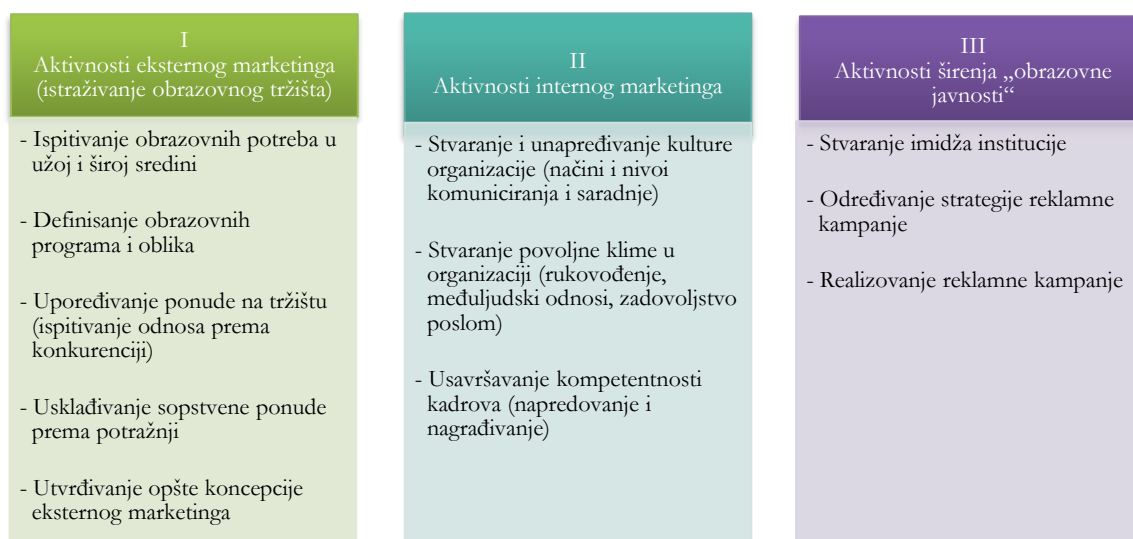 I
Aktivnosti eksternog marketinga
(istraživanje obrazovnog tržišta)
- Ispitivanje obrazovnih potreba u
užoj i široj sredini
- Definisanje obrazovnih
programa i oblika
- Upoređivanje ponude na tržištu
(ispitivanje odnosa prema
konkurenciji)
- Usklađivanje sopstvene ponude
prema potražnji
- Utvrđivanje opšte koncepcije
eksternog marketinga
II
Aktivnosti internog marketinga
- Stvaranje i unapređivanje kulture
organizacije (načini i nivoi
komuniciranja i saradnje)
- Stvaranje povoljne klime u
organizaciji (rukovođenje,
međuljudski odnosi, zadovoljstvo
poslom)
- Usavršavanje kompetentnosti
kadrova (napredovanje i
nagrađivanje)
III
Aktivnosti širenja „obrazovne
javnosti“
- Stvaranje imidža institucije
- Određivanje strategije reklamne
kampanje
- Realizovanje reklamne kampanje